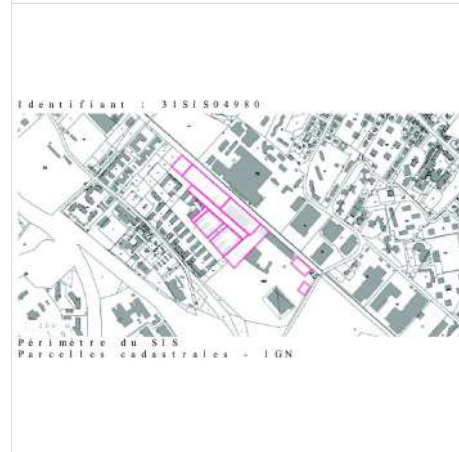 Identifiant : 31SIS04980
Périmètre du SIS
Parcelles cadastrales - IGN